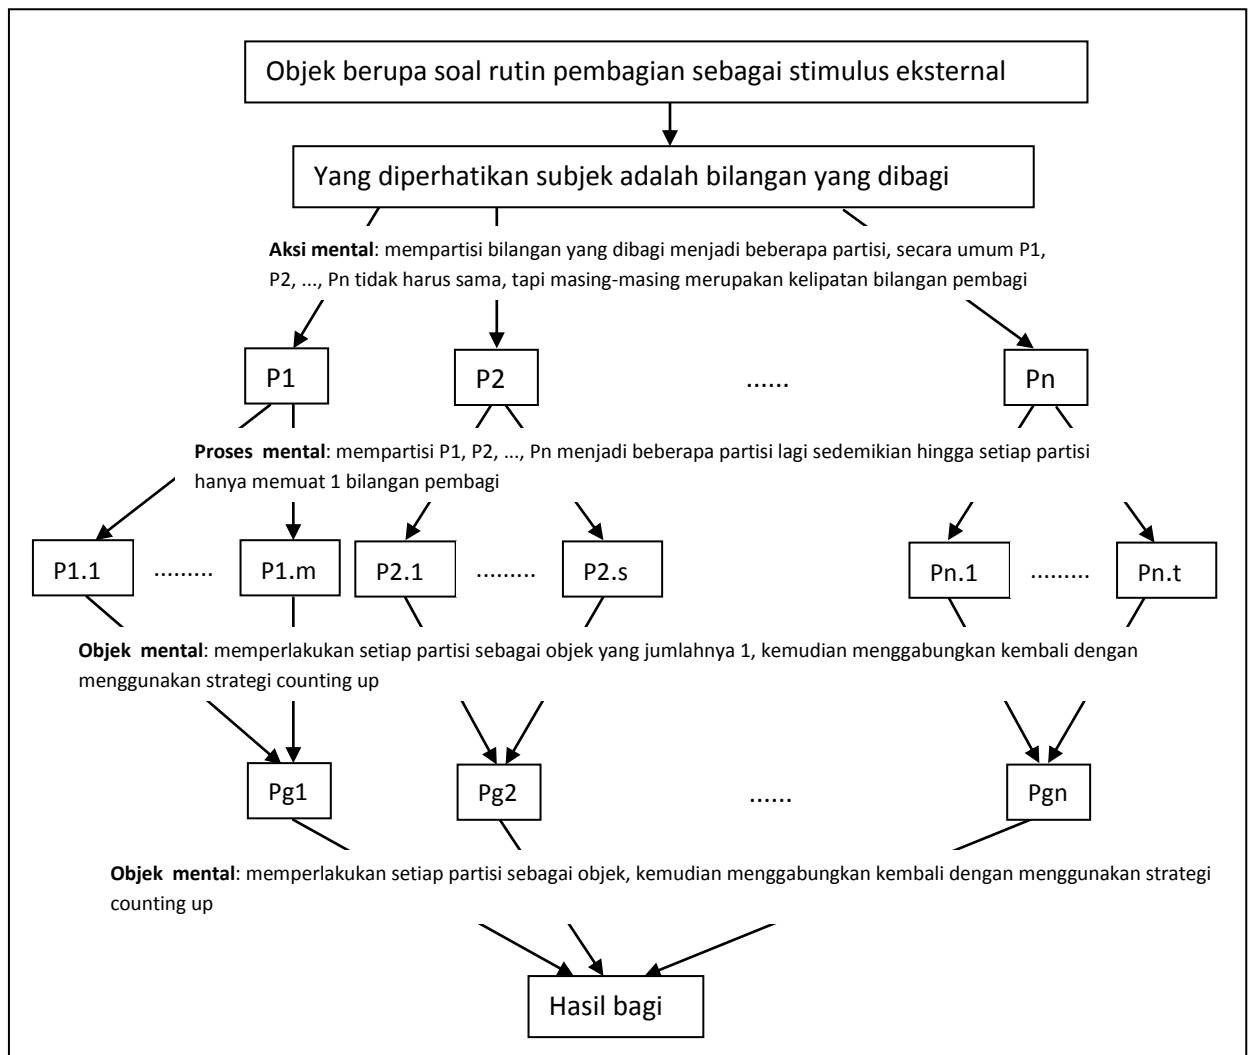 Objek berupa soal rutin pembagian sebagai stimulus eksternal
Yang diperhatikan subjek adalah bilangan yang dibagi
Aksi mental: mempartisi bilangan yang dibagi menjadi beberapa partisi, secara umum P1,
P2, ..., Pn tidak harus sama, tapi masing-masing merupakan kelipatan bilangan pembagi
P1 P2 ...... Pn
Proses mental: mempartisi P1, P2, ..., Pn menjadi beberapa partisi lagi sedemikian hingga setiap partisi
hanya memuat 1 bilangan pembagi
P1.1 ......... P1.m P2.1 ......... P2.s Pn.1 ......... Pn.t
Objek mental: memperlakukan setiap partisi sebagai objek yang jumlahnya 1, kemudian menggabungkan kembali dengan
menggunakan strategi counting up
Pg1 Pg2 ...... Pgn
Objek mental: memperlakukan setiap partisi sebagai objek, kemudian menggabungkan kembali dengan menggunakan strategi
counting up
Hasil bagi